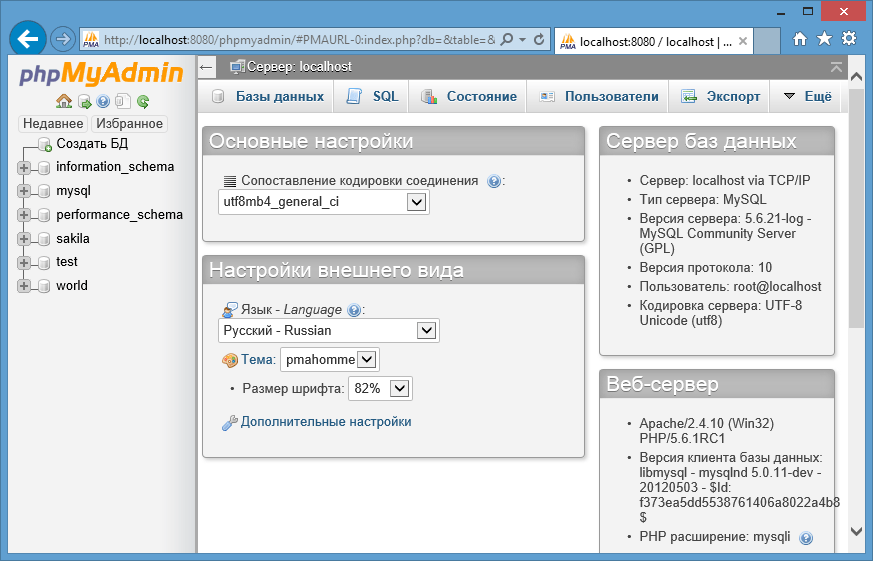 http://localhost:8080/phpmyadmin/#PMAURL-0:index.php?db=&table=&
localhost:8080 / localhost | ...
phpMyAdmin
Недавнее
Избранное
Создать БД
information_schema
mysql
performance_schema
sakila
test
world
Сервер: localhost
Базы данных
SQL
Состояние
Пользователи
Экспорт
Ещё
Основные настройки
Сопоставление кодировки соединения :
utf8mb4_general_ci
Настройки внешнего вида
Язык - Language :
Русский - Russian
Тема: pmahomme
• Размер шрифта: 82%
Дополнительные настройки
Сервер баз данных
• Сервер: localhost via TCP/IP
• Тип сервера: MySQL
• Версия сервера: 5.6.21-log -
MySQL Community Server
(GPL)
• Версия протокола: 10
• Пользователь: root@localhost
• Кодировка сервера: UTF-8
Unicode (utf8)
Веб-сервер
• Apache/2.4.10 (Win32)
PHP/5.6.1RC1
• Версия клиента базы данных:
libmysql - mysqlnd 5.0.11-dev -
20120503 - $Id:
f373ea5dd5538761406a8022a4b8
$
• PHP расширение: mysqli